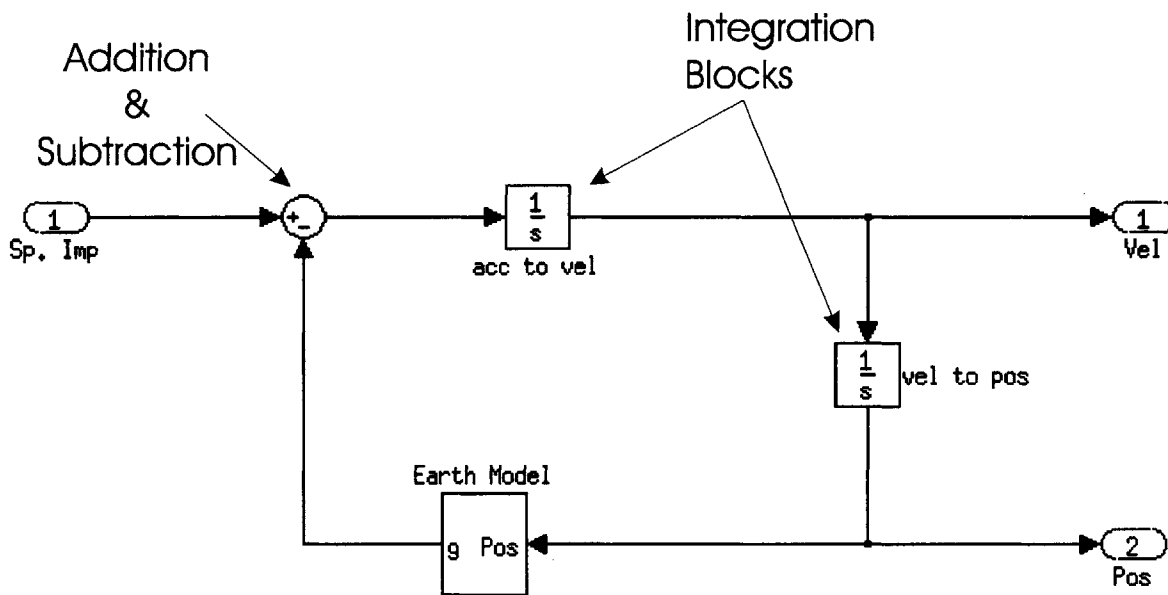 Addition
&
Subtraction
Integration
Blocks
1
Sp. Imp
+
-
1
s
acc to vel
1
Vel
1
s
vel to pos
Earth Model
g Pos
2
Pos